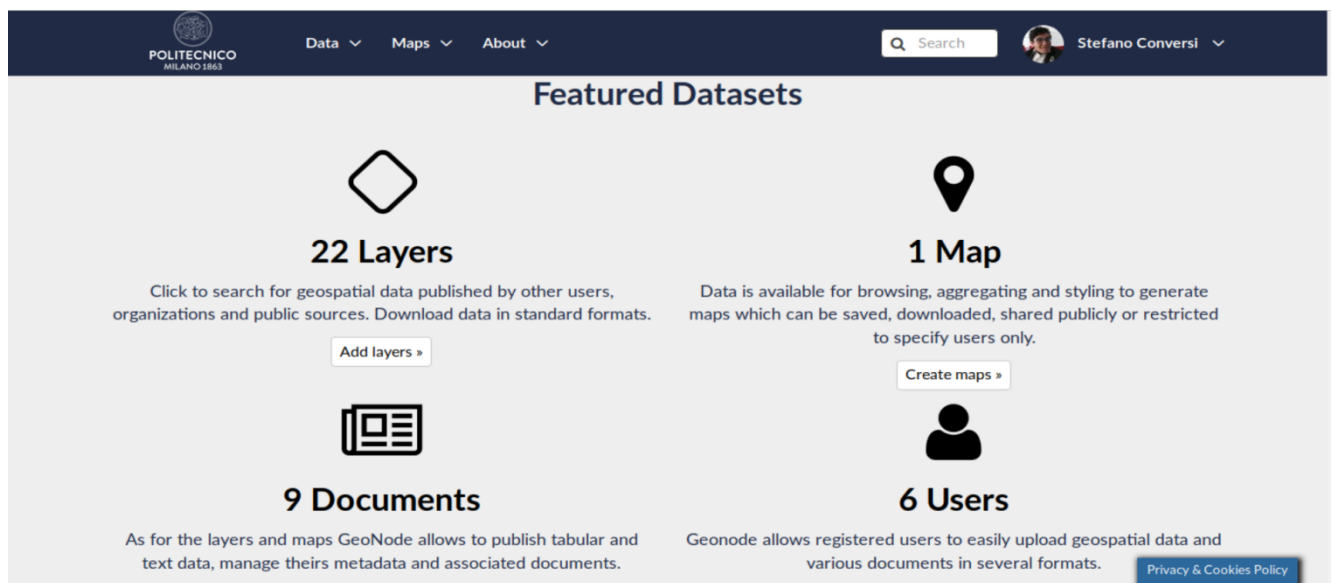 POLITECNICO
MILANO 1863
Data
Maps
About
Search
Stefano Conversi
Featured Datasets
22 Layers
Click to search for geospatial data published by other users,
organizations and public sources. Download data in standard formats.
Add layers »
1 Map
Data is available for browsing, aggregating and styling to generate
maps which can be saved, downloaded, shared publicly or restricted
to specify users only.
Create maps »
9 Documents
As for the layers and maps GeoNode allows to publish tabular and
text data, manage theirs metadata and associated documents.
6 Users
Geonode allows registered users to easily upload geospatial data and
various documents in several formats.
Privacy & Cookies Policy